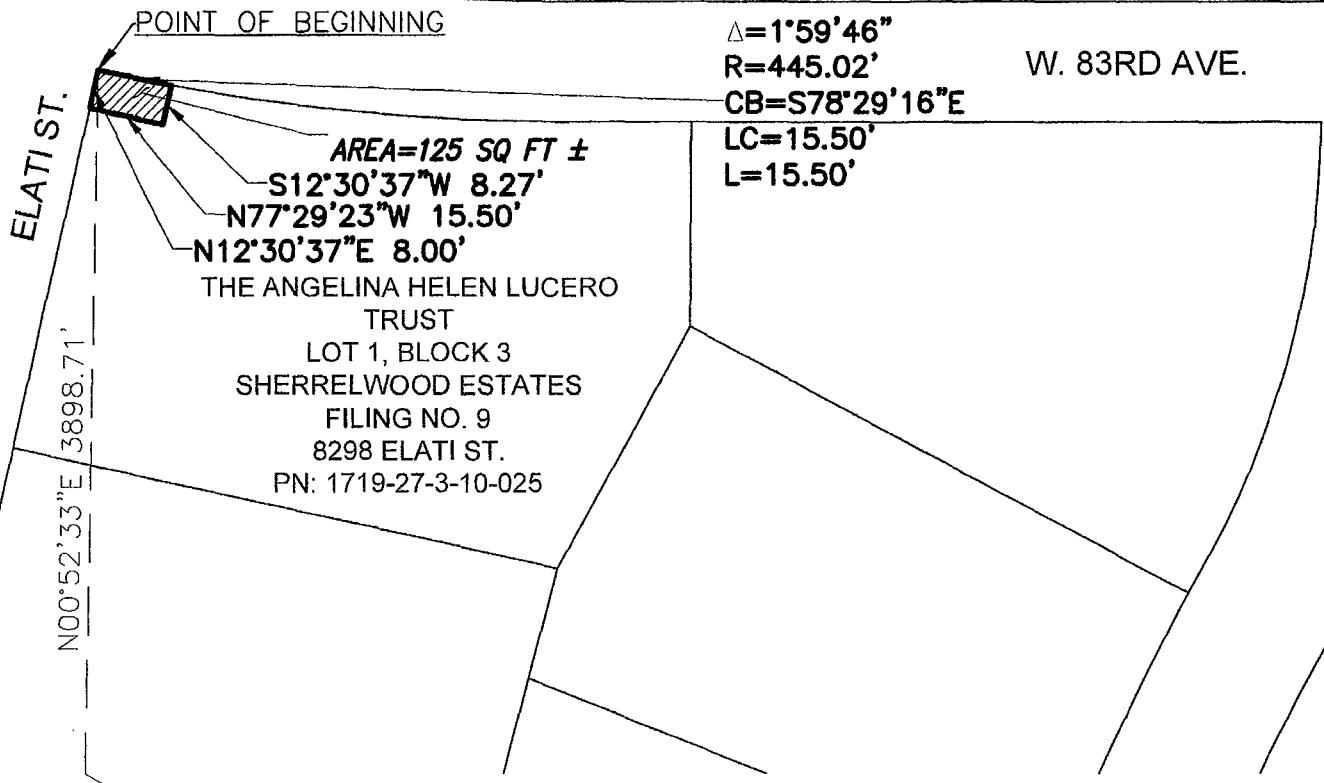 POINT OF BEGINNING
Δ=1°59'46"
R=445.02'
CB=S78°29'16"E
LC=15.50'
L=15.50'
W. 83RD AVE.
ELATI ST.
AREA=125 SQ FT ±
S12°30'37"W 8.27'
N77°29'23"W 15.50'
N12°30'37"E 8.00'
THE ANGELINA HELEN LUCERO
TRUST
LOT 1, BLOCK 3
SHERRELWOOD ESTATES
FILING NO. 9
8298 ELATI ST.
PN: 1719-27-3-10-025
N00°52'33"E 3898.71'